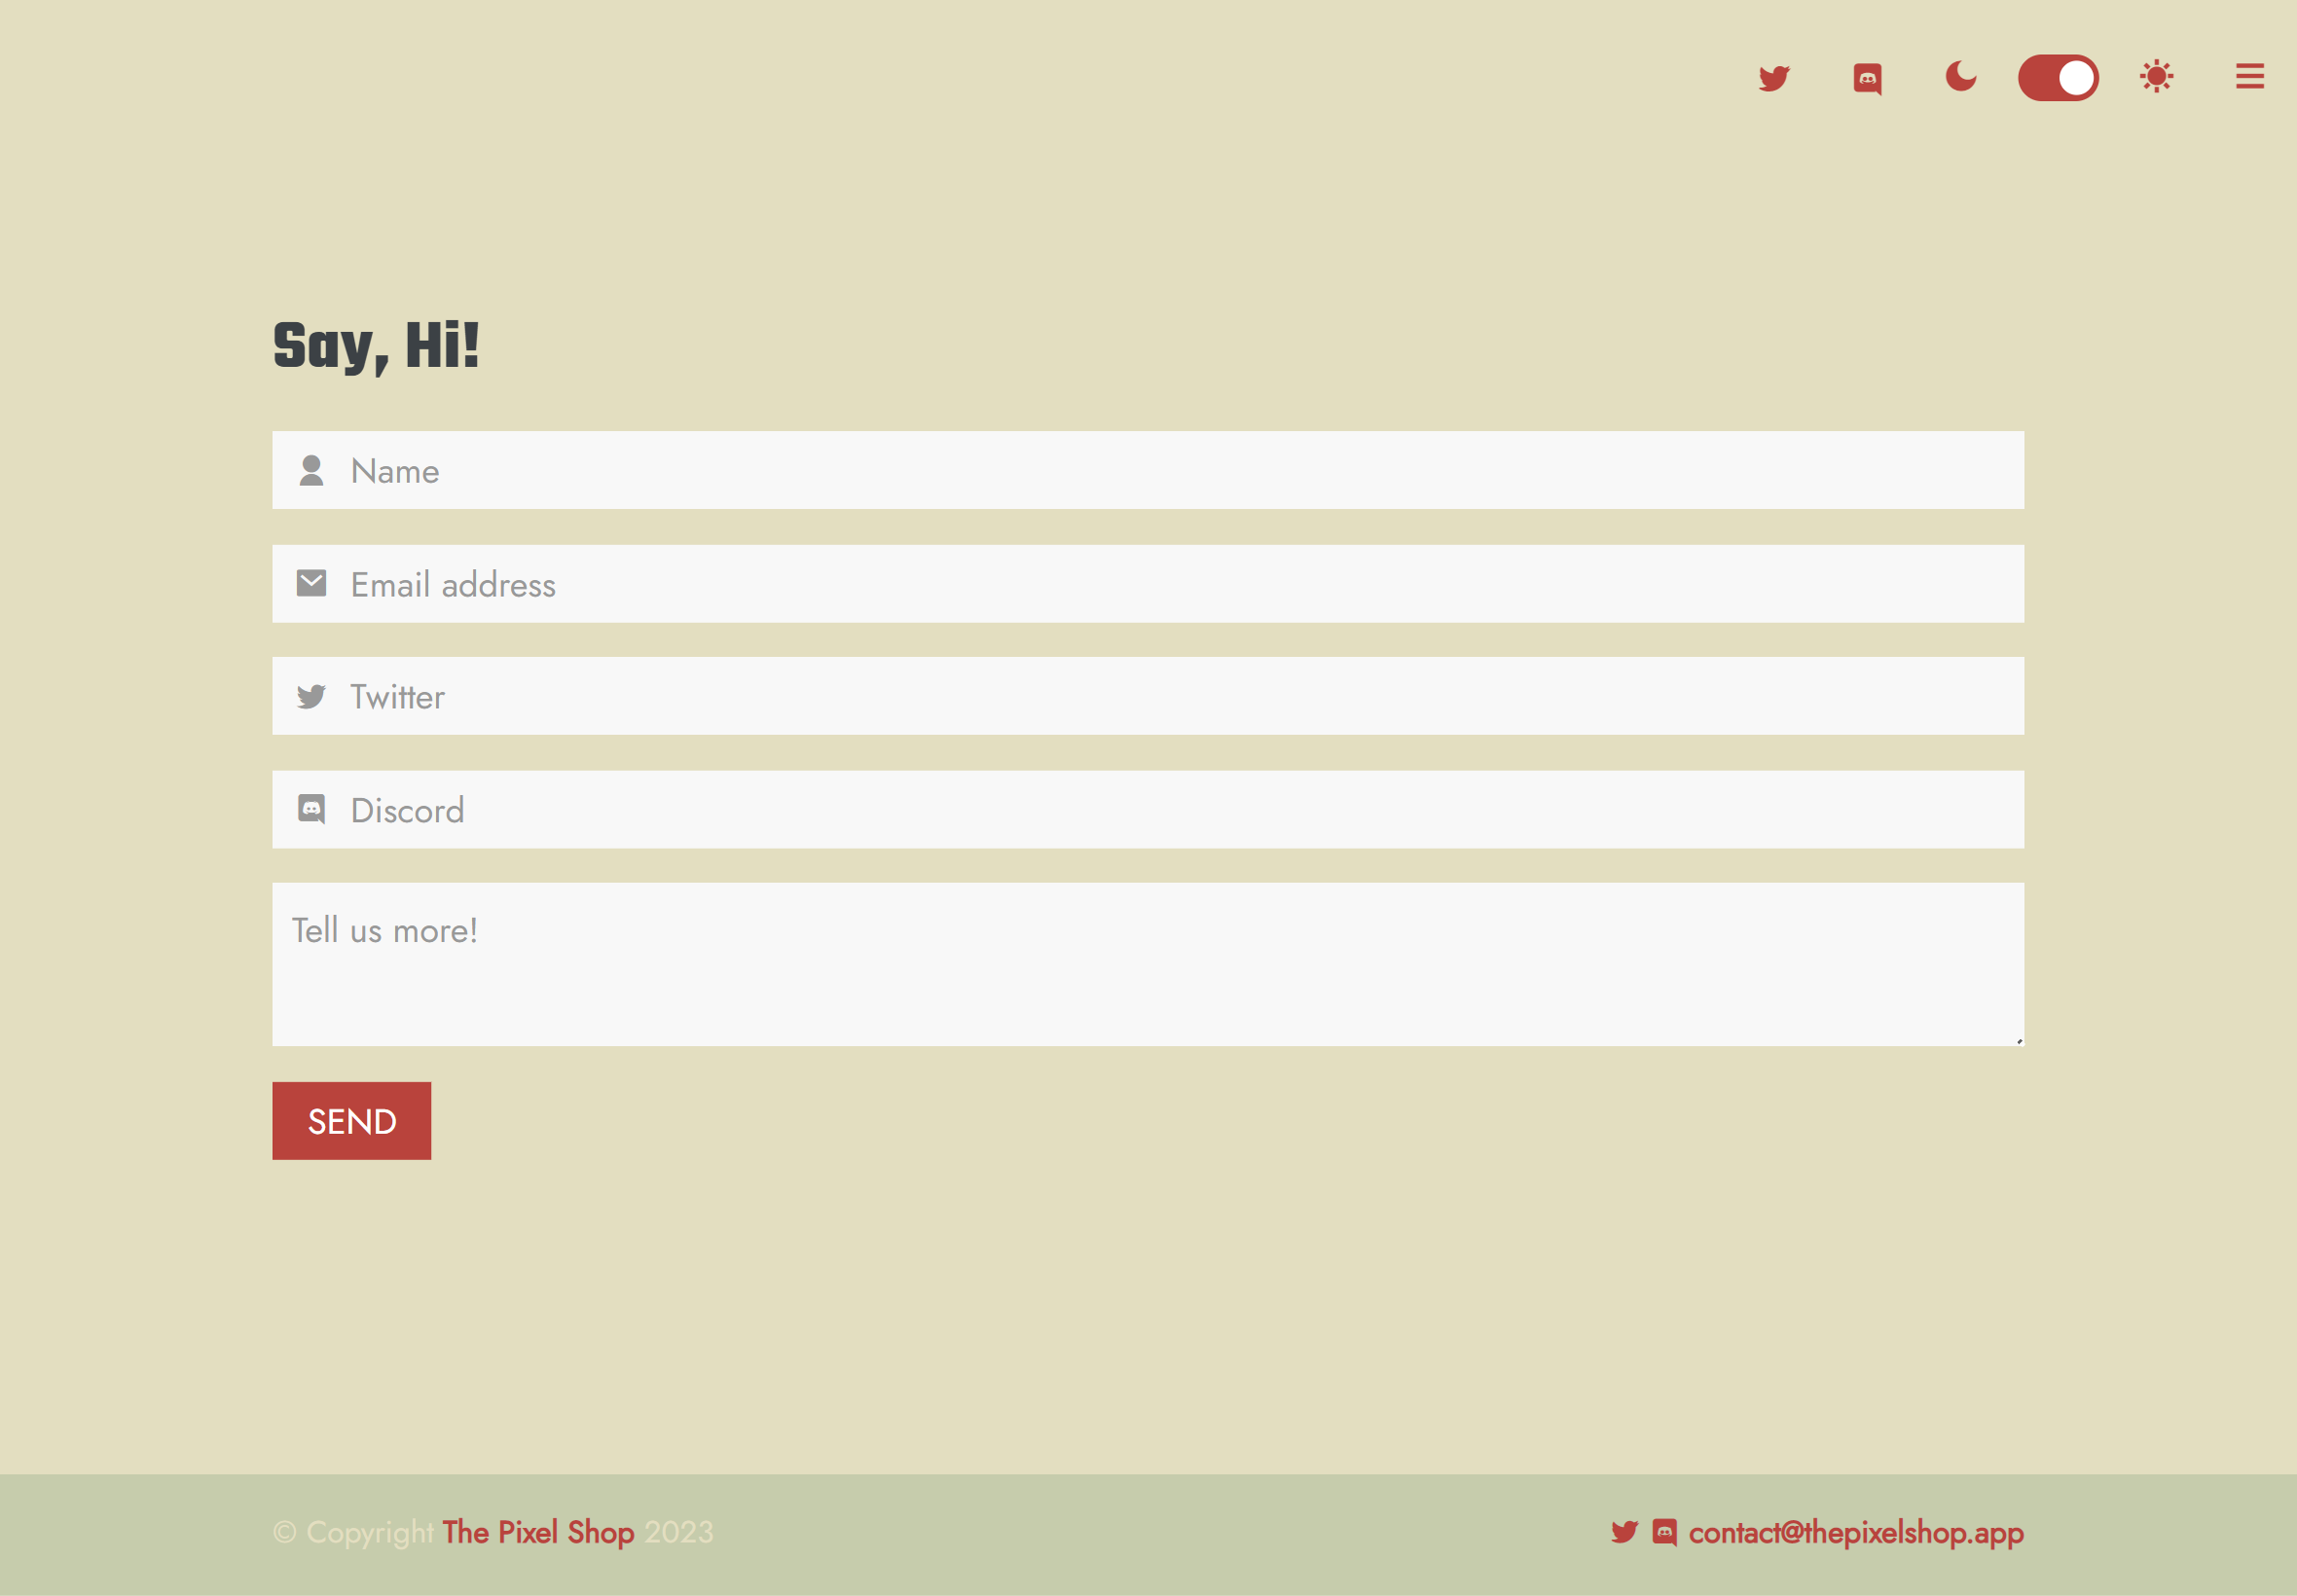 Say, Hi!
Name
Email address
Twitter
Discord
Tell us more!
SEND
© Copyright The Pixel Shop 2023
contact@thepixelshop.app